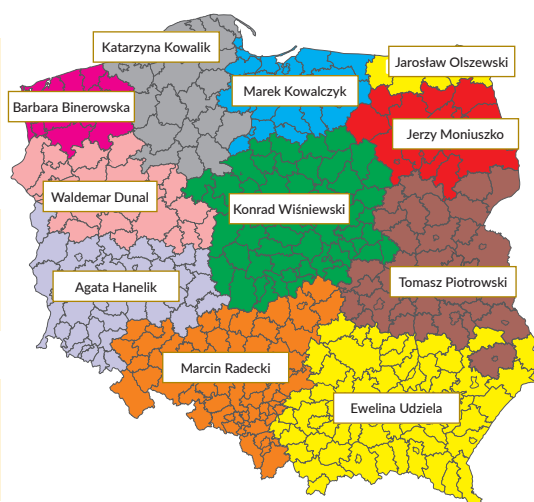 Katarzyna Kowalik
Jarosław Olszewski
Marek Kowalczyk
Barbara Binerowska
Jerzy Moniuszko
Waldemar Dunal
Konrad Wiśniewski
Agata Hanelik
Tomasz Piotrowski
Marcin Radecki
Ewelina Udziela